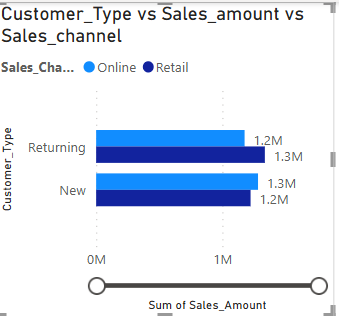 Customer_Type vs Sales_amount vs
Sales_channel
Sales_Cha... Online Retail
Customer_Type
Returning
1.2M
1.3M
New
1.3M
1.2M
0M 1M
Sum of Sales_Amount